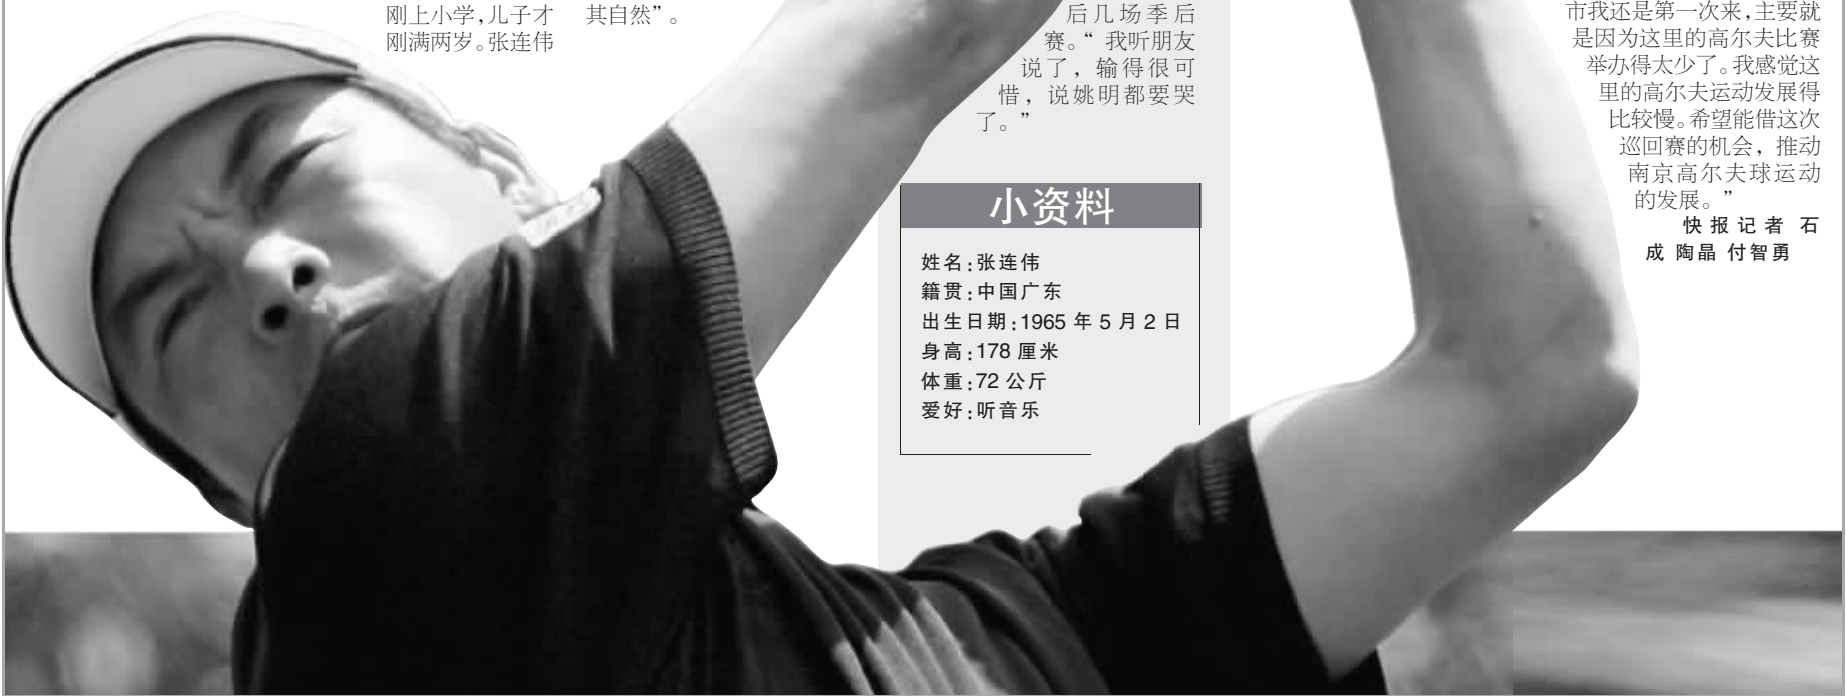 刚上小学，儿子才
刚满两岁。张连伟
其自然”。
后几场季后
赛。“我听朋友
说了，输得很可
惜，说姚明都要哭
了。”
小资料
姓名：张连伟
籍贯：中国广东
出生日期：1965 年 5 月 2 日
身高：178 厘米
体重：72 公斤
爱好：听音乐
市我还是第一次来，主要就
是因为这里的高尔夫比赛
举办得太少了。我感觉这
里的高尔夫运动发展得
比较慢。希望能借这次
巡回赛的机会，推动
南京高尔夫球运动
的发展。”
快报记者 石
成 陶晶 付智勇